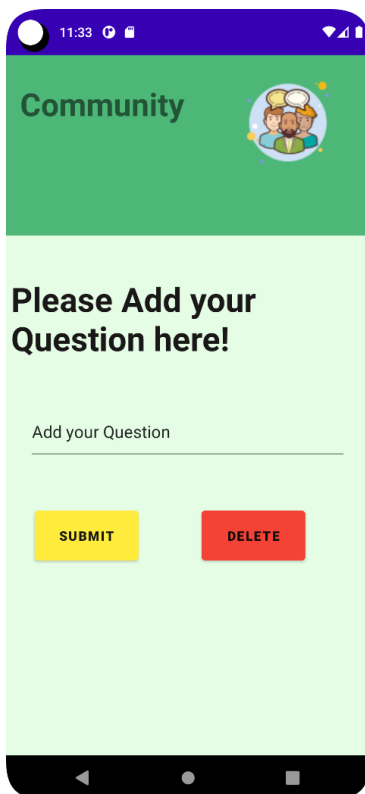 11:33
Community
Please Add your
Question here!
Add your Question
SUBMIT
DELETE